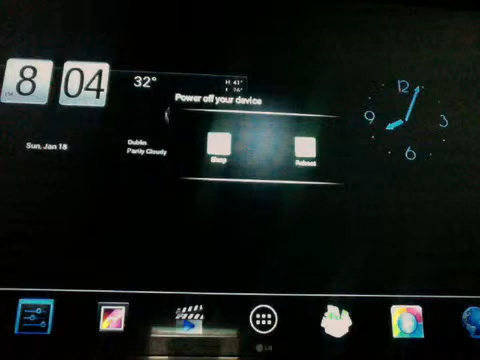 8 04
32°
H: 41°
Power off your device
Sun, Jan 18
Dublin
Partly Cloudy
Sleep
Reboot
12
3
6
9
LG